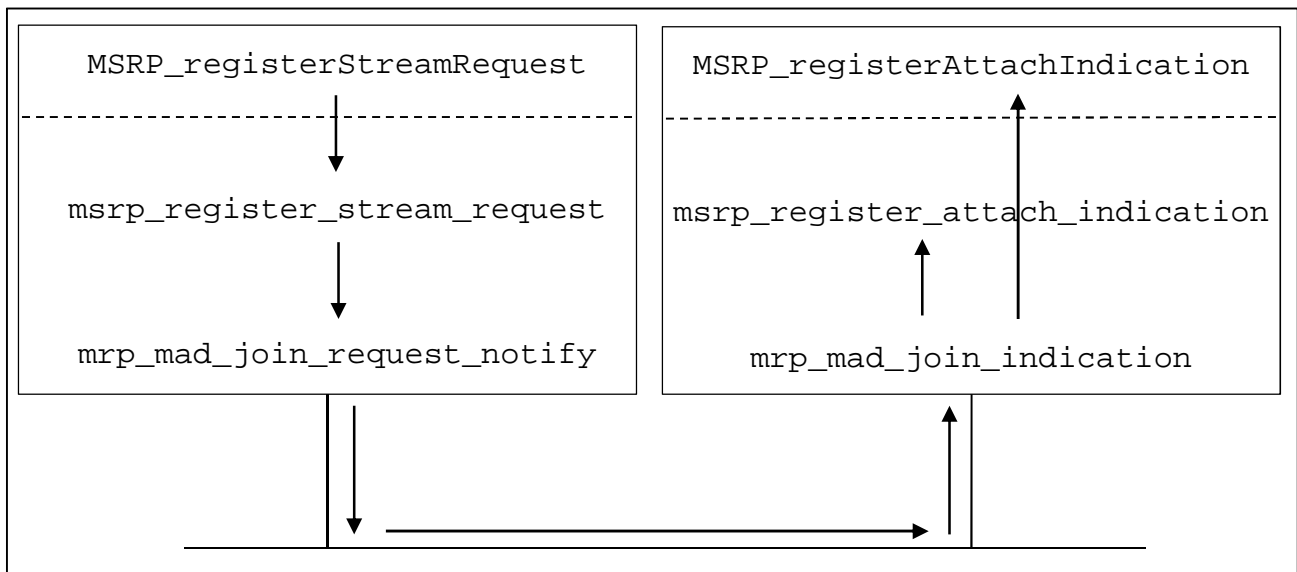 MSRP_registerStreamRequest
msrp_register_stream_request
mrp_mad_join_request_notify
MSRP_registerAttachIndication
msrp_register_attach_indication
mrp_mad_join_indication